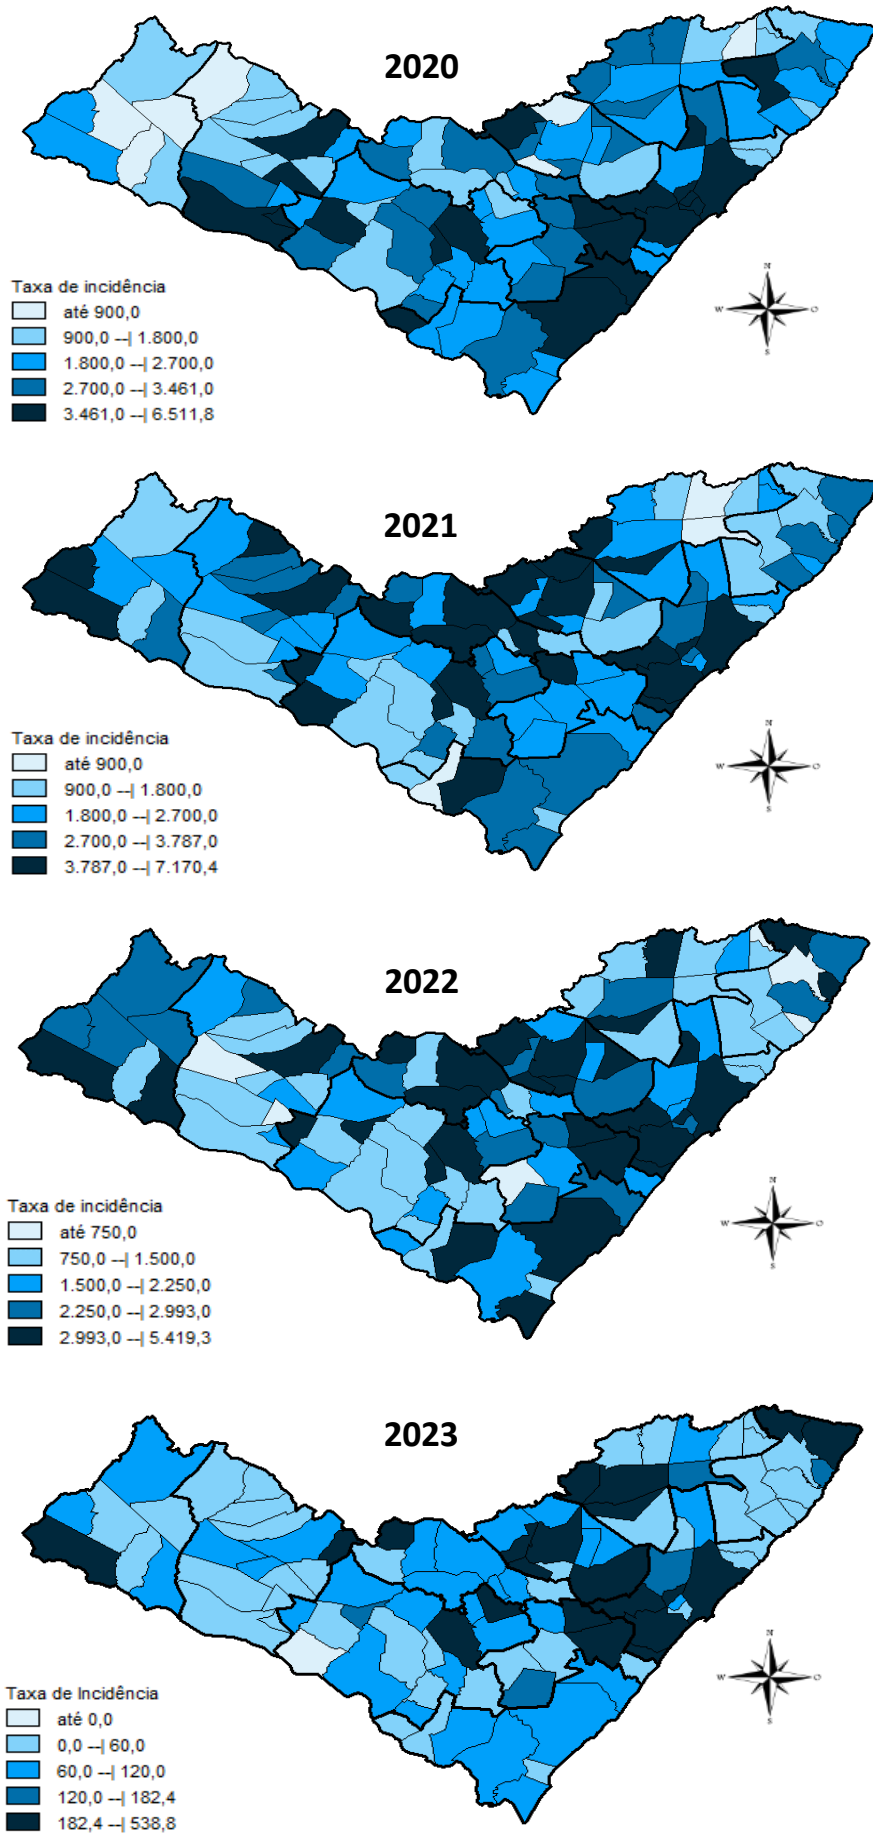 2020
Taxa de incidência
até 900,0
900,0 --| 1.800,0
1.800,0 --| 2.700,0
2.700,0 --| 3.461,0
3.461,0 --| 6.511,8
N
W
O
S
2021
Taxa de incidência
até 900,0
900,0 --| 1.800,0
1.800,0 --| 2.700,0
2.700,0 --| 3.787,0
3.787,0 --| 7.170,4
N
W
O
S
2022
Taxa de incidência
até 750,0
750,0 --| 1.500,0
1.500,0 --| 2.250,0
2.250,0 --| 2.993,0
2.993,0 --| 5.419,3
N
W
O
S
2023
Taxa de Incidência
até 0,0
0,0 --| 60,0
60,0 --| 120,0
120,0 --| 182,4
182,4 --| 538,8
N
W
O
S